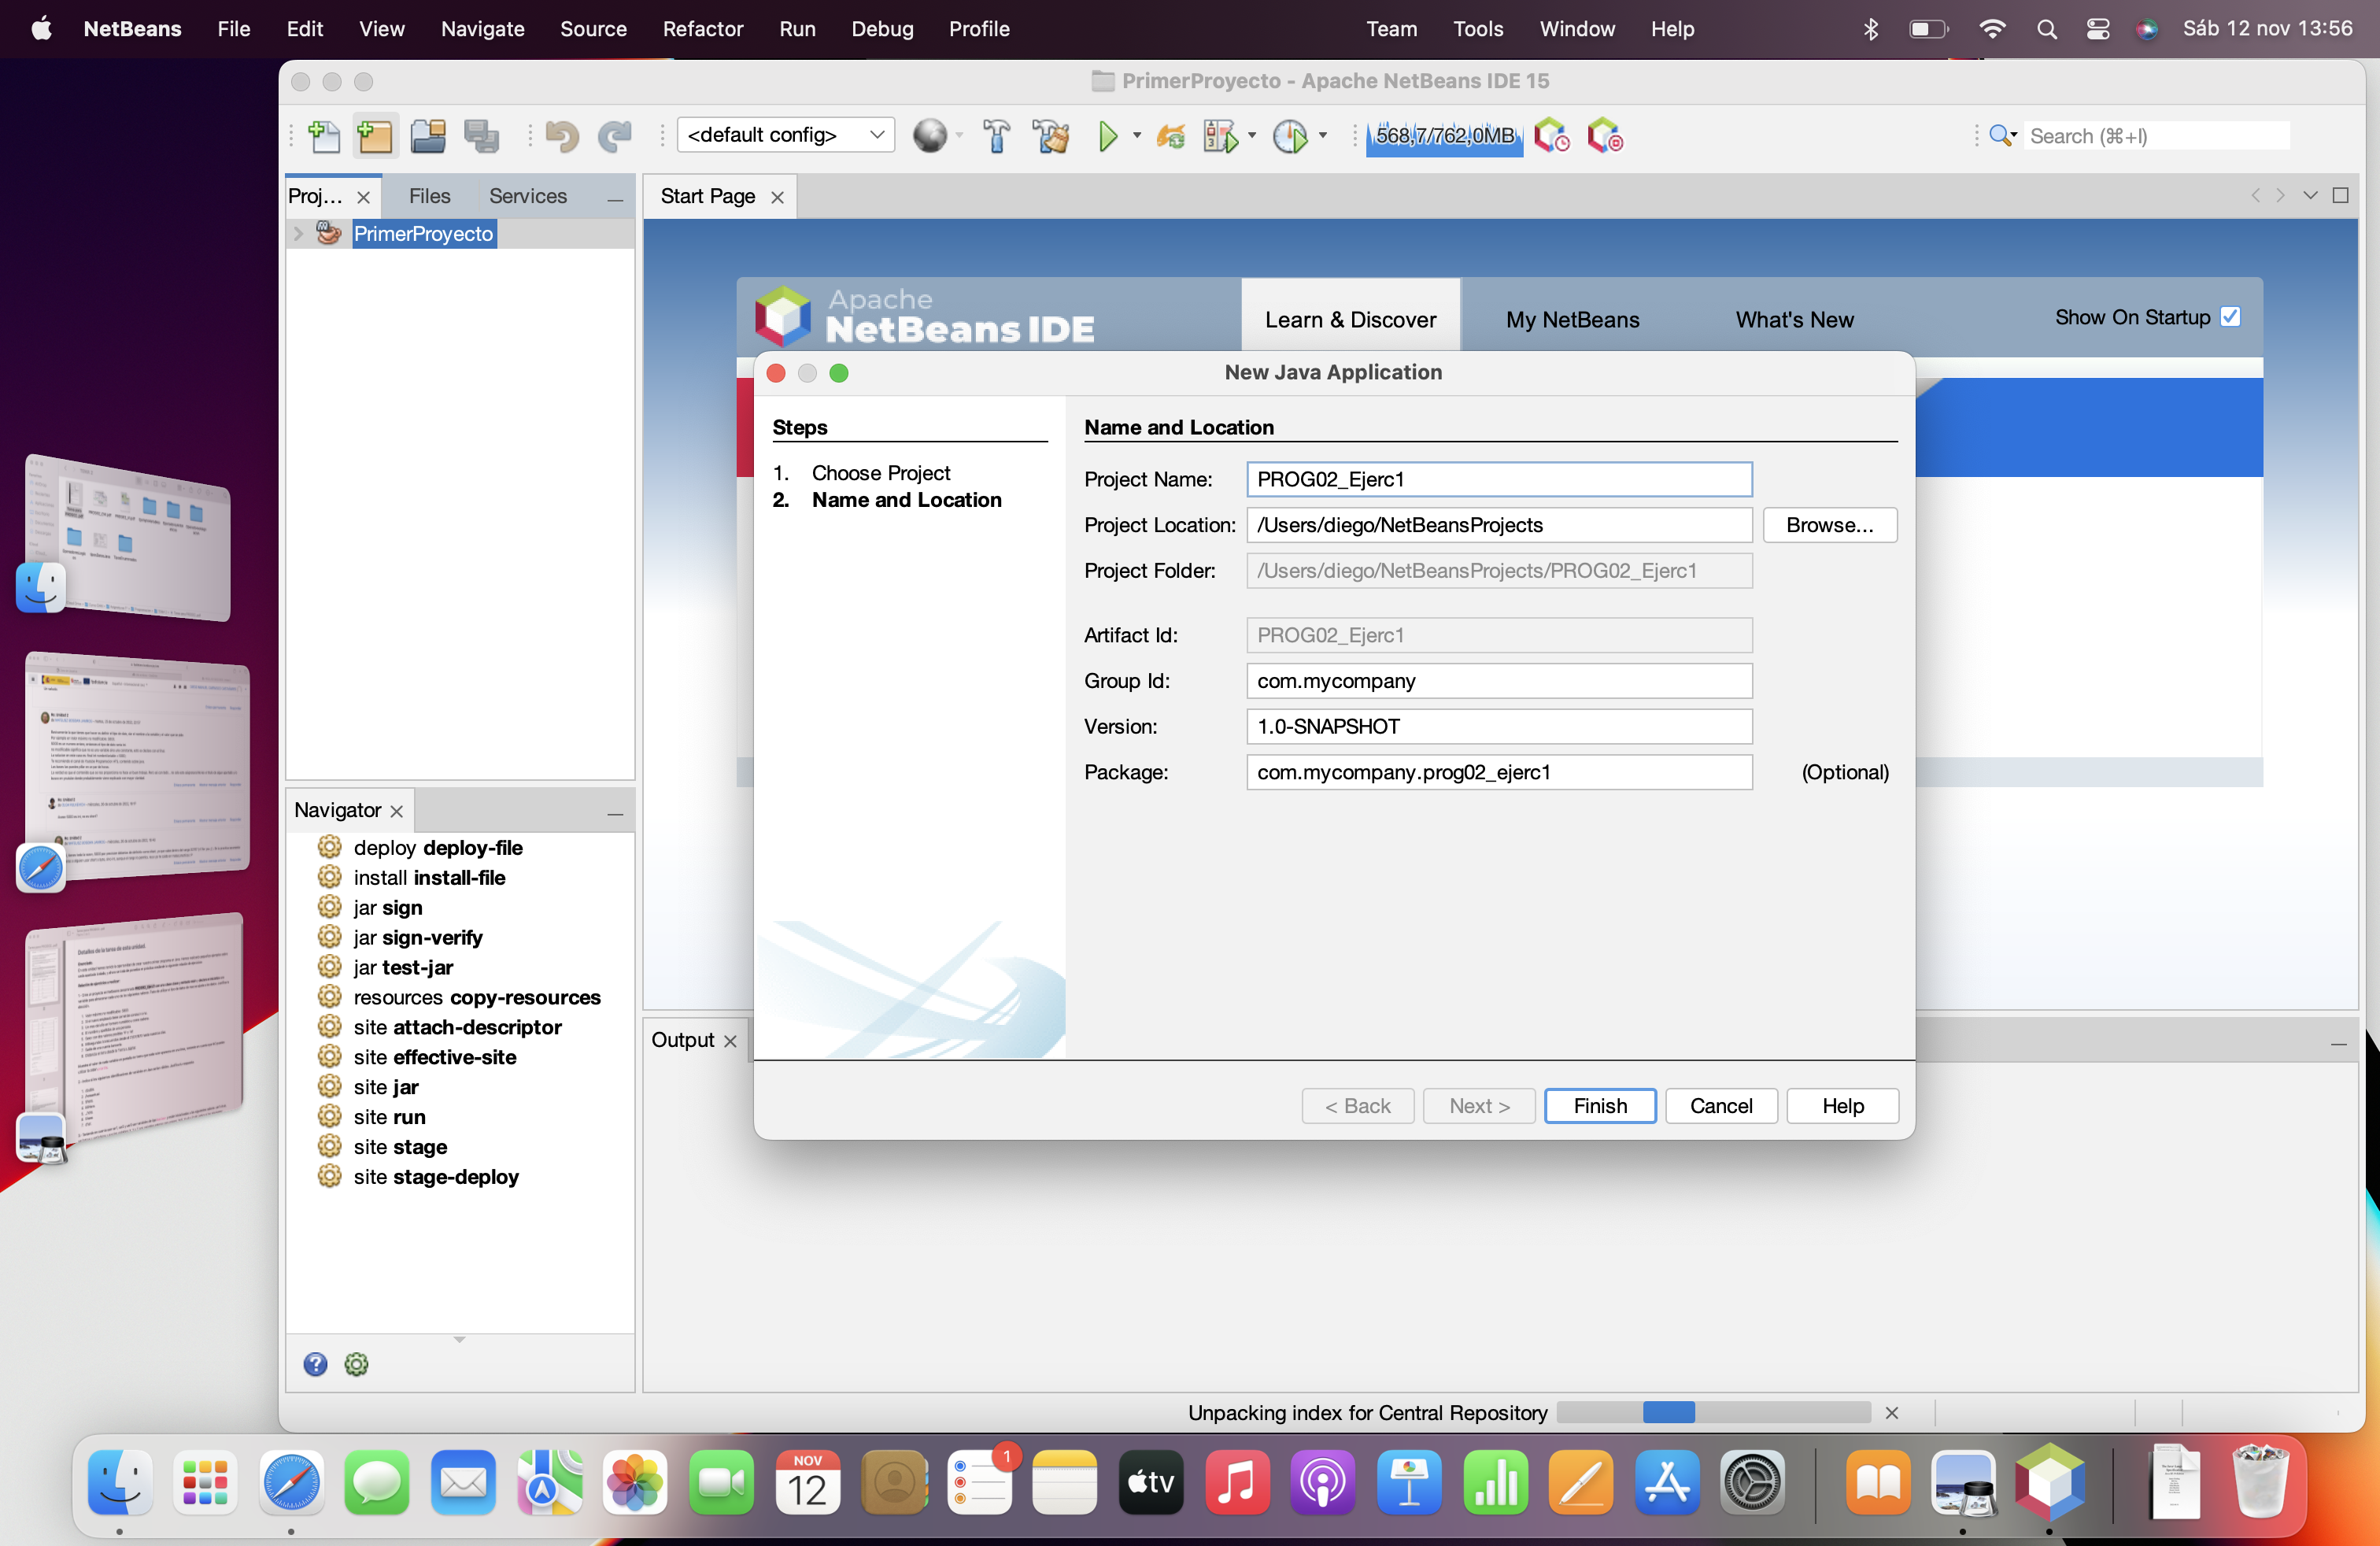 NetBeans File Edit View Navigate Source Refactor Run Debug Profile Team Tools Window Help Sáb 12 nov 13:56
PrimerProyecto - Apache NetBeans IDE 15
<default config> 568,7/762,0MB Search (⌘+I)
Proj... Files Services Start Page
PrimerProyecto
Apache
NetBeans IDE
Learn & Discover My NetBeans What's New Show On Startup
New Java Application
Steps
1. Choose Project
2. Name and Location
Name and Location
Project Name: PROG02_Ejerc1
Project Location: /Users/diego/NetBeansProjects Browse...
Project Folder: /Users/diego/NetBeansProjects/PROG02_Ejerc1
Artifact Id: PROG02_Ejerc1
Group Id: com.mycompany
Version: 1.0-SNAPSHOT
Package: com.mycompany.prog02_ejerc1 (Optional)
< Back Next > Finish Cancel Help
Navigator
deploy deploy-file
install install-file
jar sign
jar sign-verify
jar test-jar
resources copy-resources
site attach-descriptor
site effective-site
site jar
site run
site stage
site stage-deploy
Output
Unpacking index for Central Repository
NOV
12
1
tv